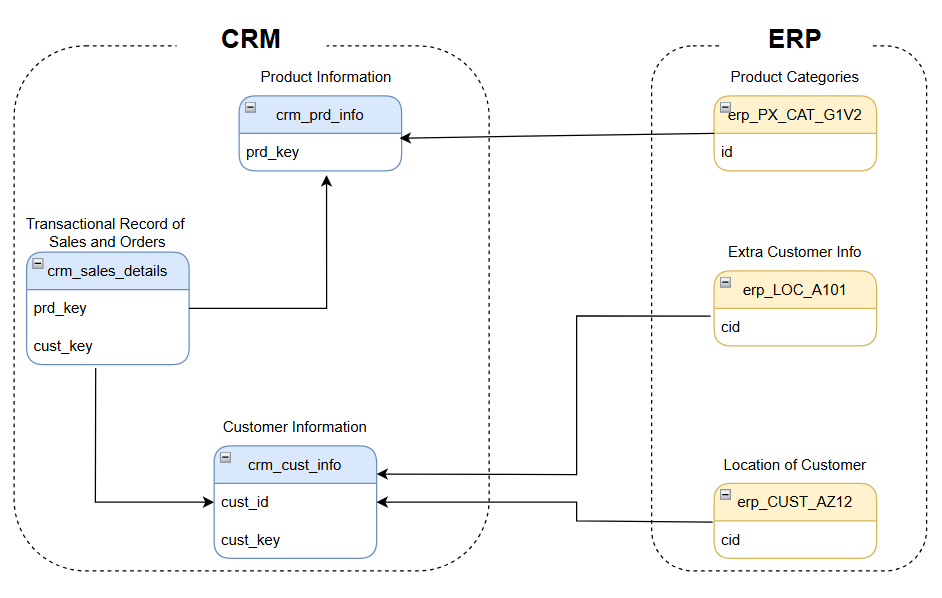 CRM
Product Information
crm_prd_info
prd_key
Transactional Record of
Sales and Orders
crm_sales_details
prd_key
cust_key
Customer Information
crm_cust_info
cust_id
cust_key
ERP
Product Categories
erp_PX_CAT_G1V2
id
Extra Customer Info
erp_LOC_A101
cid
Location of Customer
erp_CUST_AZ12
cid